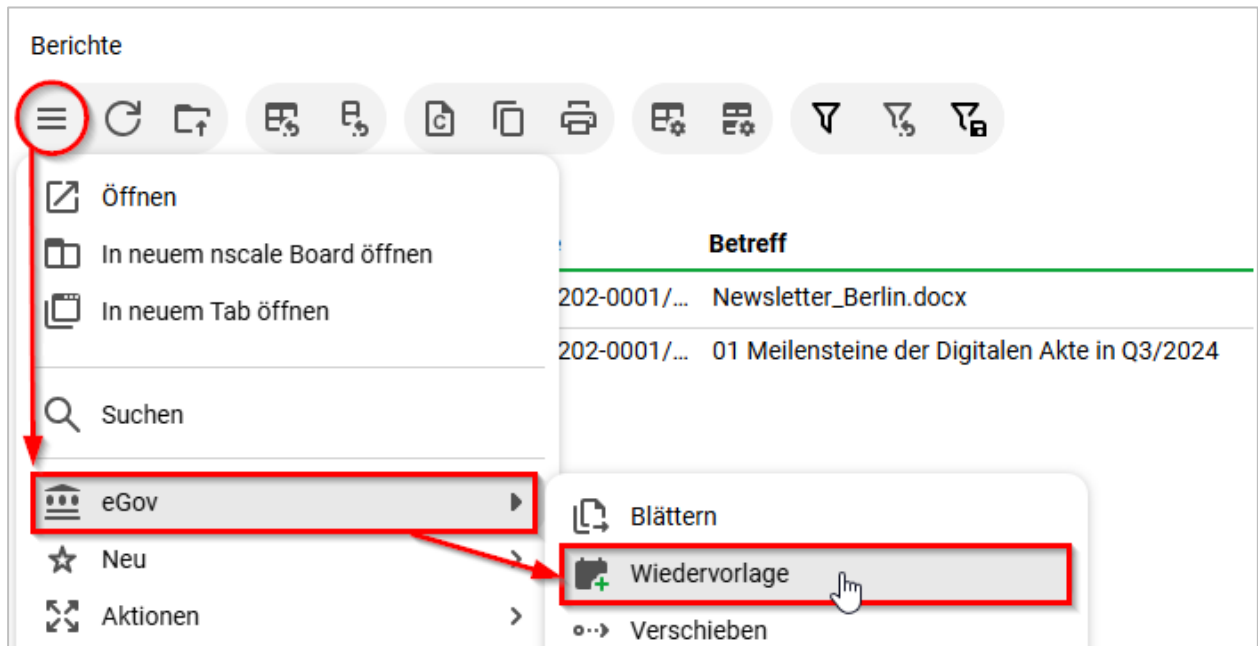 Berichte
Öffnen
In neuem nscale Board öffnen
In neuem Tab öffnen
Betreff
202-0001/... Newsletter_Berlin.docx
202-0001/... 01 Meilensteine der Digitalen Akte in Q3/2024
Suchen
eGov
Blättern
Neu
Wiedervorlage
Aktionen
Verschieben